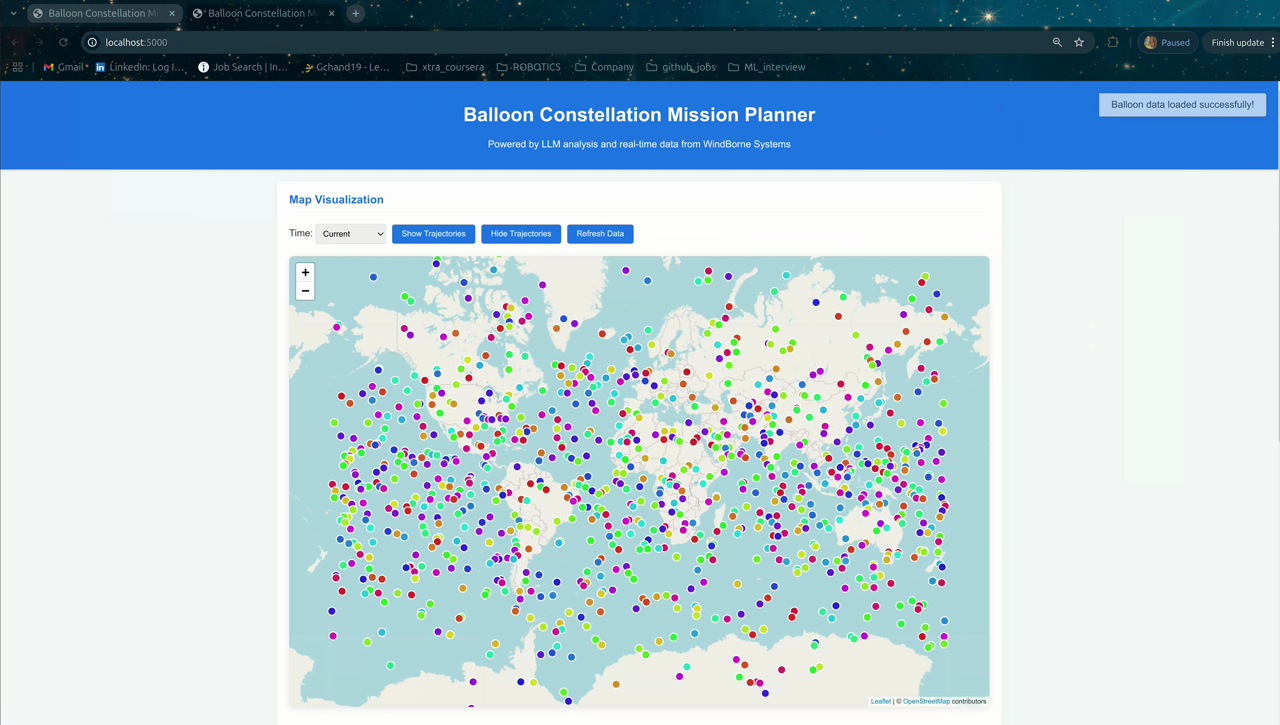 Balloon Constellation Mi
Balloon Constellation M
localhost:5000
Paused
Finish update
Gmail
LinkedIn: Log I...
Job Search | In...
Gchand19 - Le...
xtra_coursera
ROBOTICS
Company
github_jobs
ML_interview
Balloon Constellation Mission Planner
Powered by LLM analysis and real-time data from WindBorne Systems
Balloon data loaded successfully!
Map Visualization
Time: Current Show Trajectories Hide Trajectories Refresh Data
+
−
Leaflet | © OpenStreetMap contributors